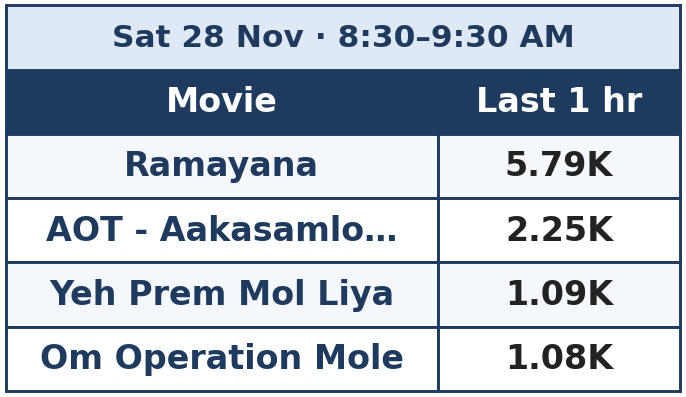 Sat 28 Nov · 8:30–9:30 AM
Movie Last 1 hr
Ramayana 5.79K
AOT - Aakasamlo... 2.25K
Yeh Prem Mol Liya 1.09K
Om Operation Mole 1.08K